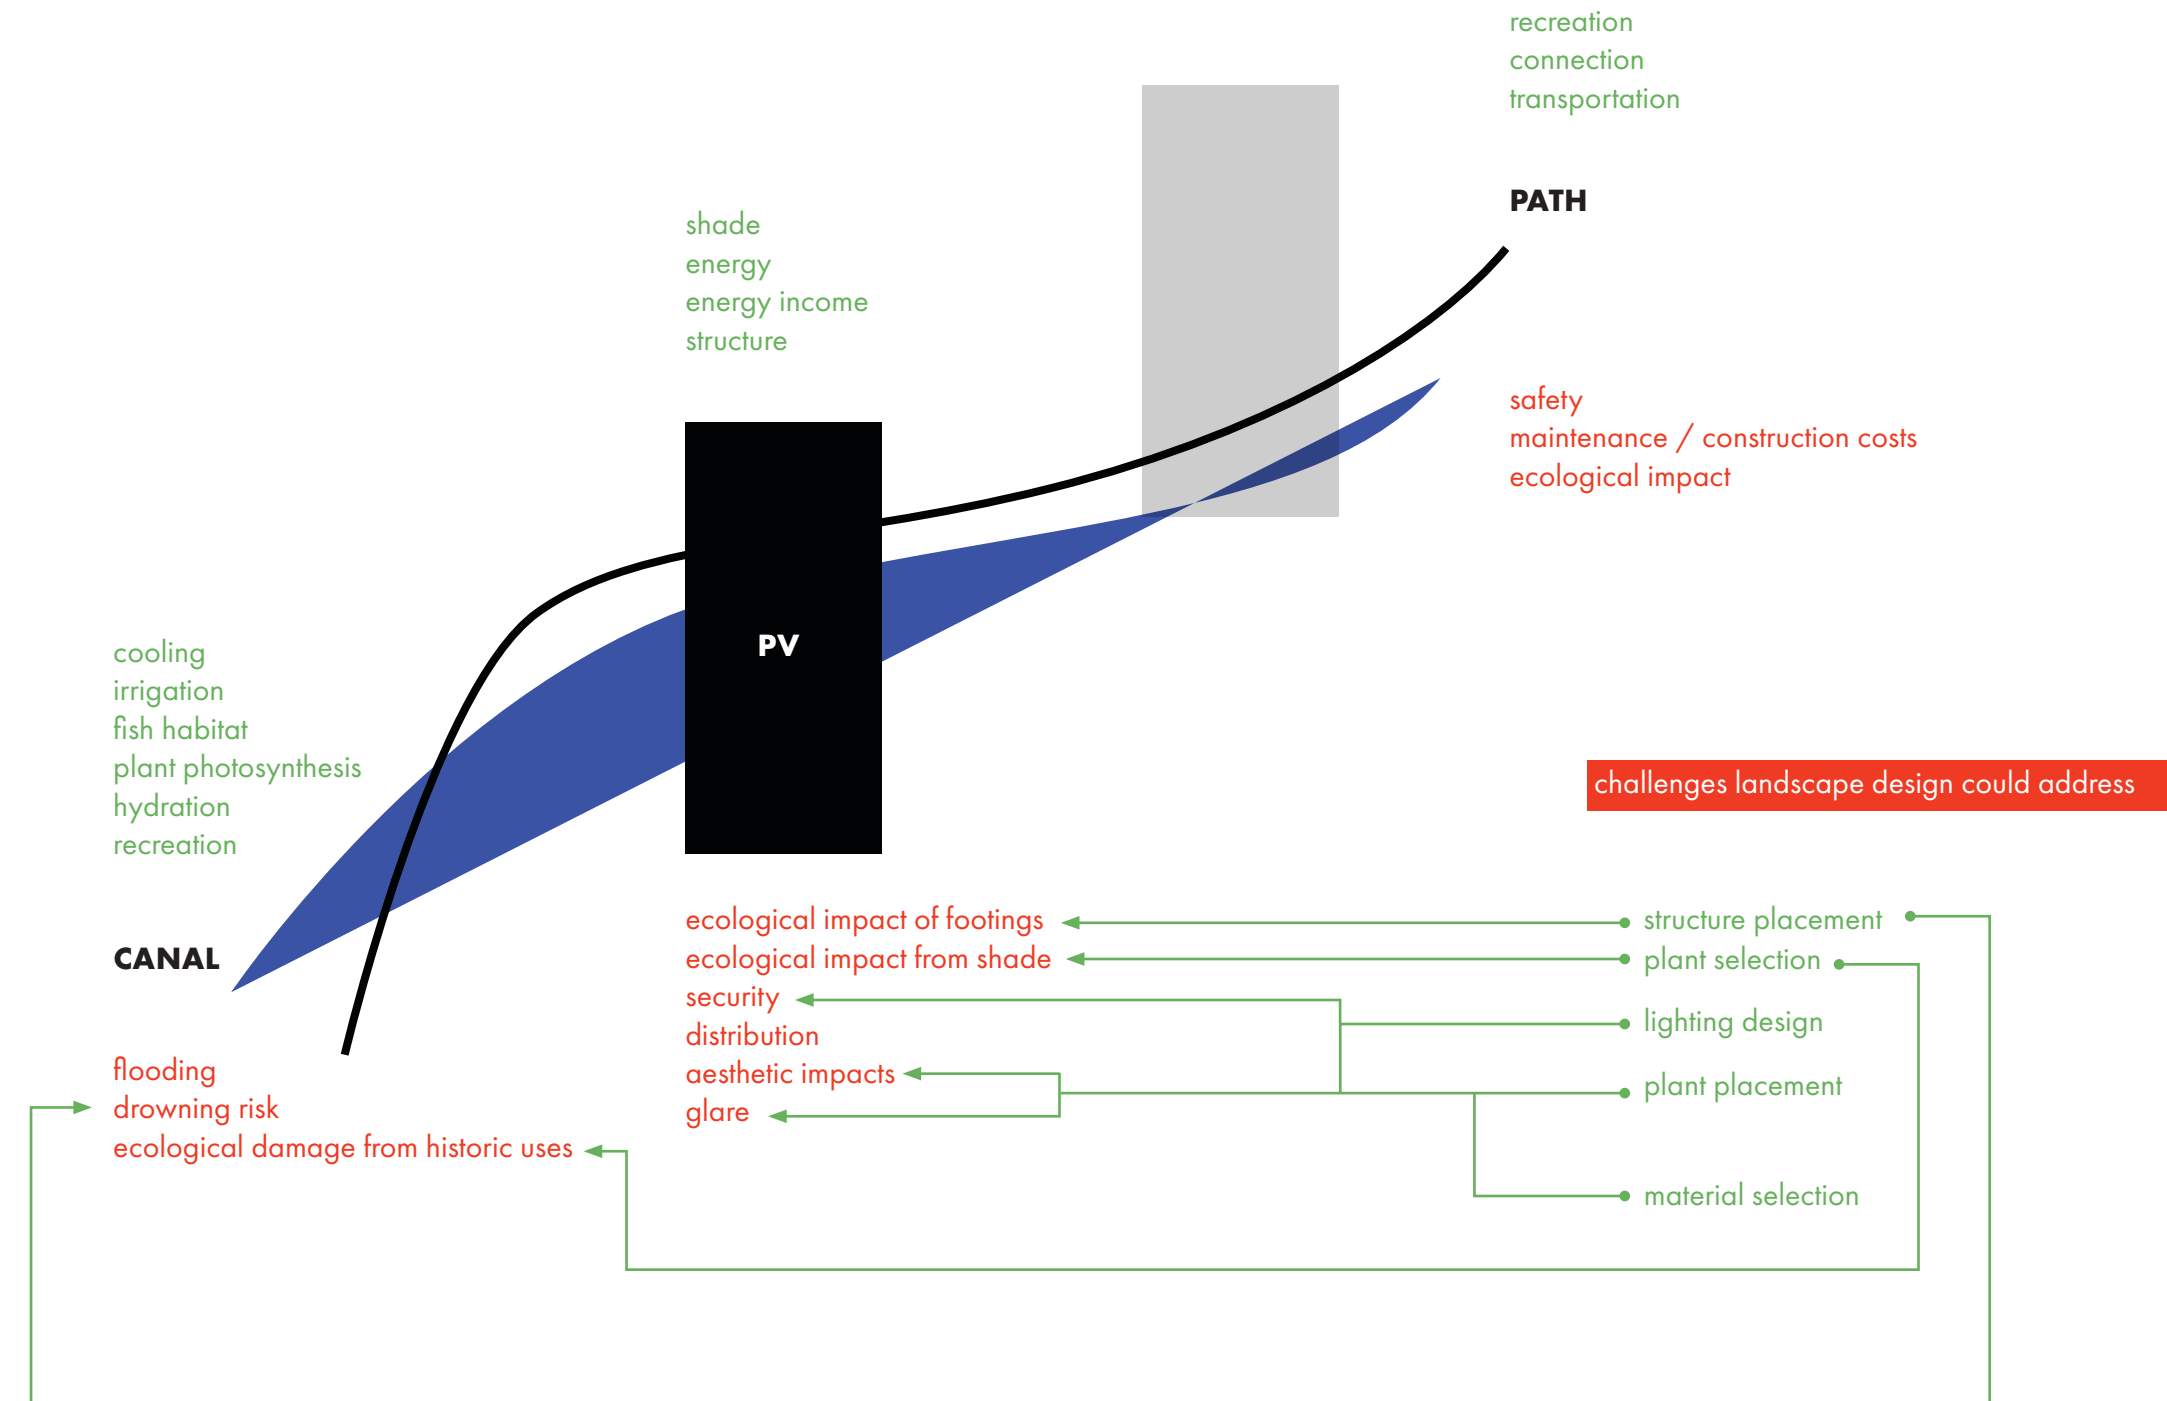 recreation
connection
transportation
PATH
shade
energy
energy income
structure
safety
maintenance / construction costs
ecological impact
PV
cooling
irrigation
fish habitat
plant photosynthesis
hydration
recreation
CANAL
flooding
drowning risk
ecological damage from historic uses
challenges landscape design could address
ecological impact of footings
ecological impact from shade
security
distribution
aesthetic impacts
glare
structure placement
plant selection
lighting design
plant placement
material selection